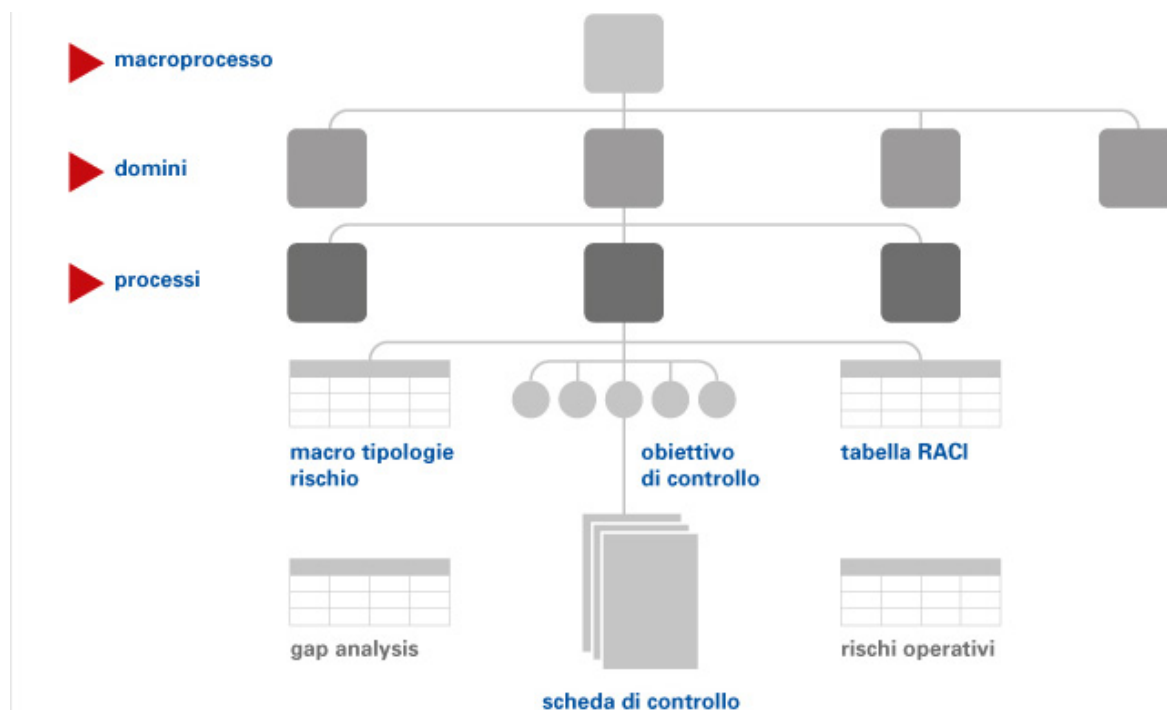 macroprocesso
domini
processi
macro tipologie
rischio
obiettivo
di controllo
tabella RACI
gap analysis
rischi operativi
scheda di controllo